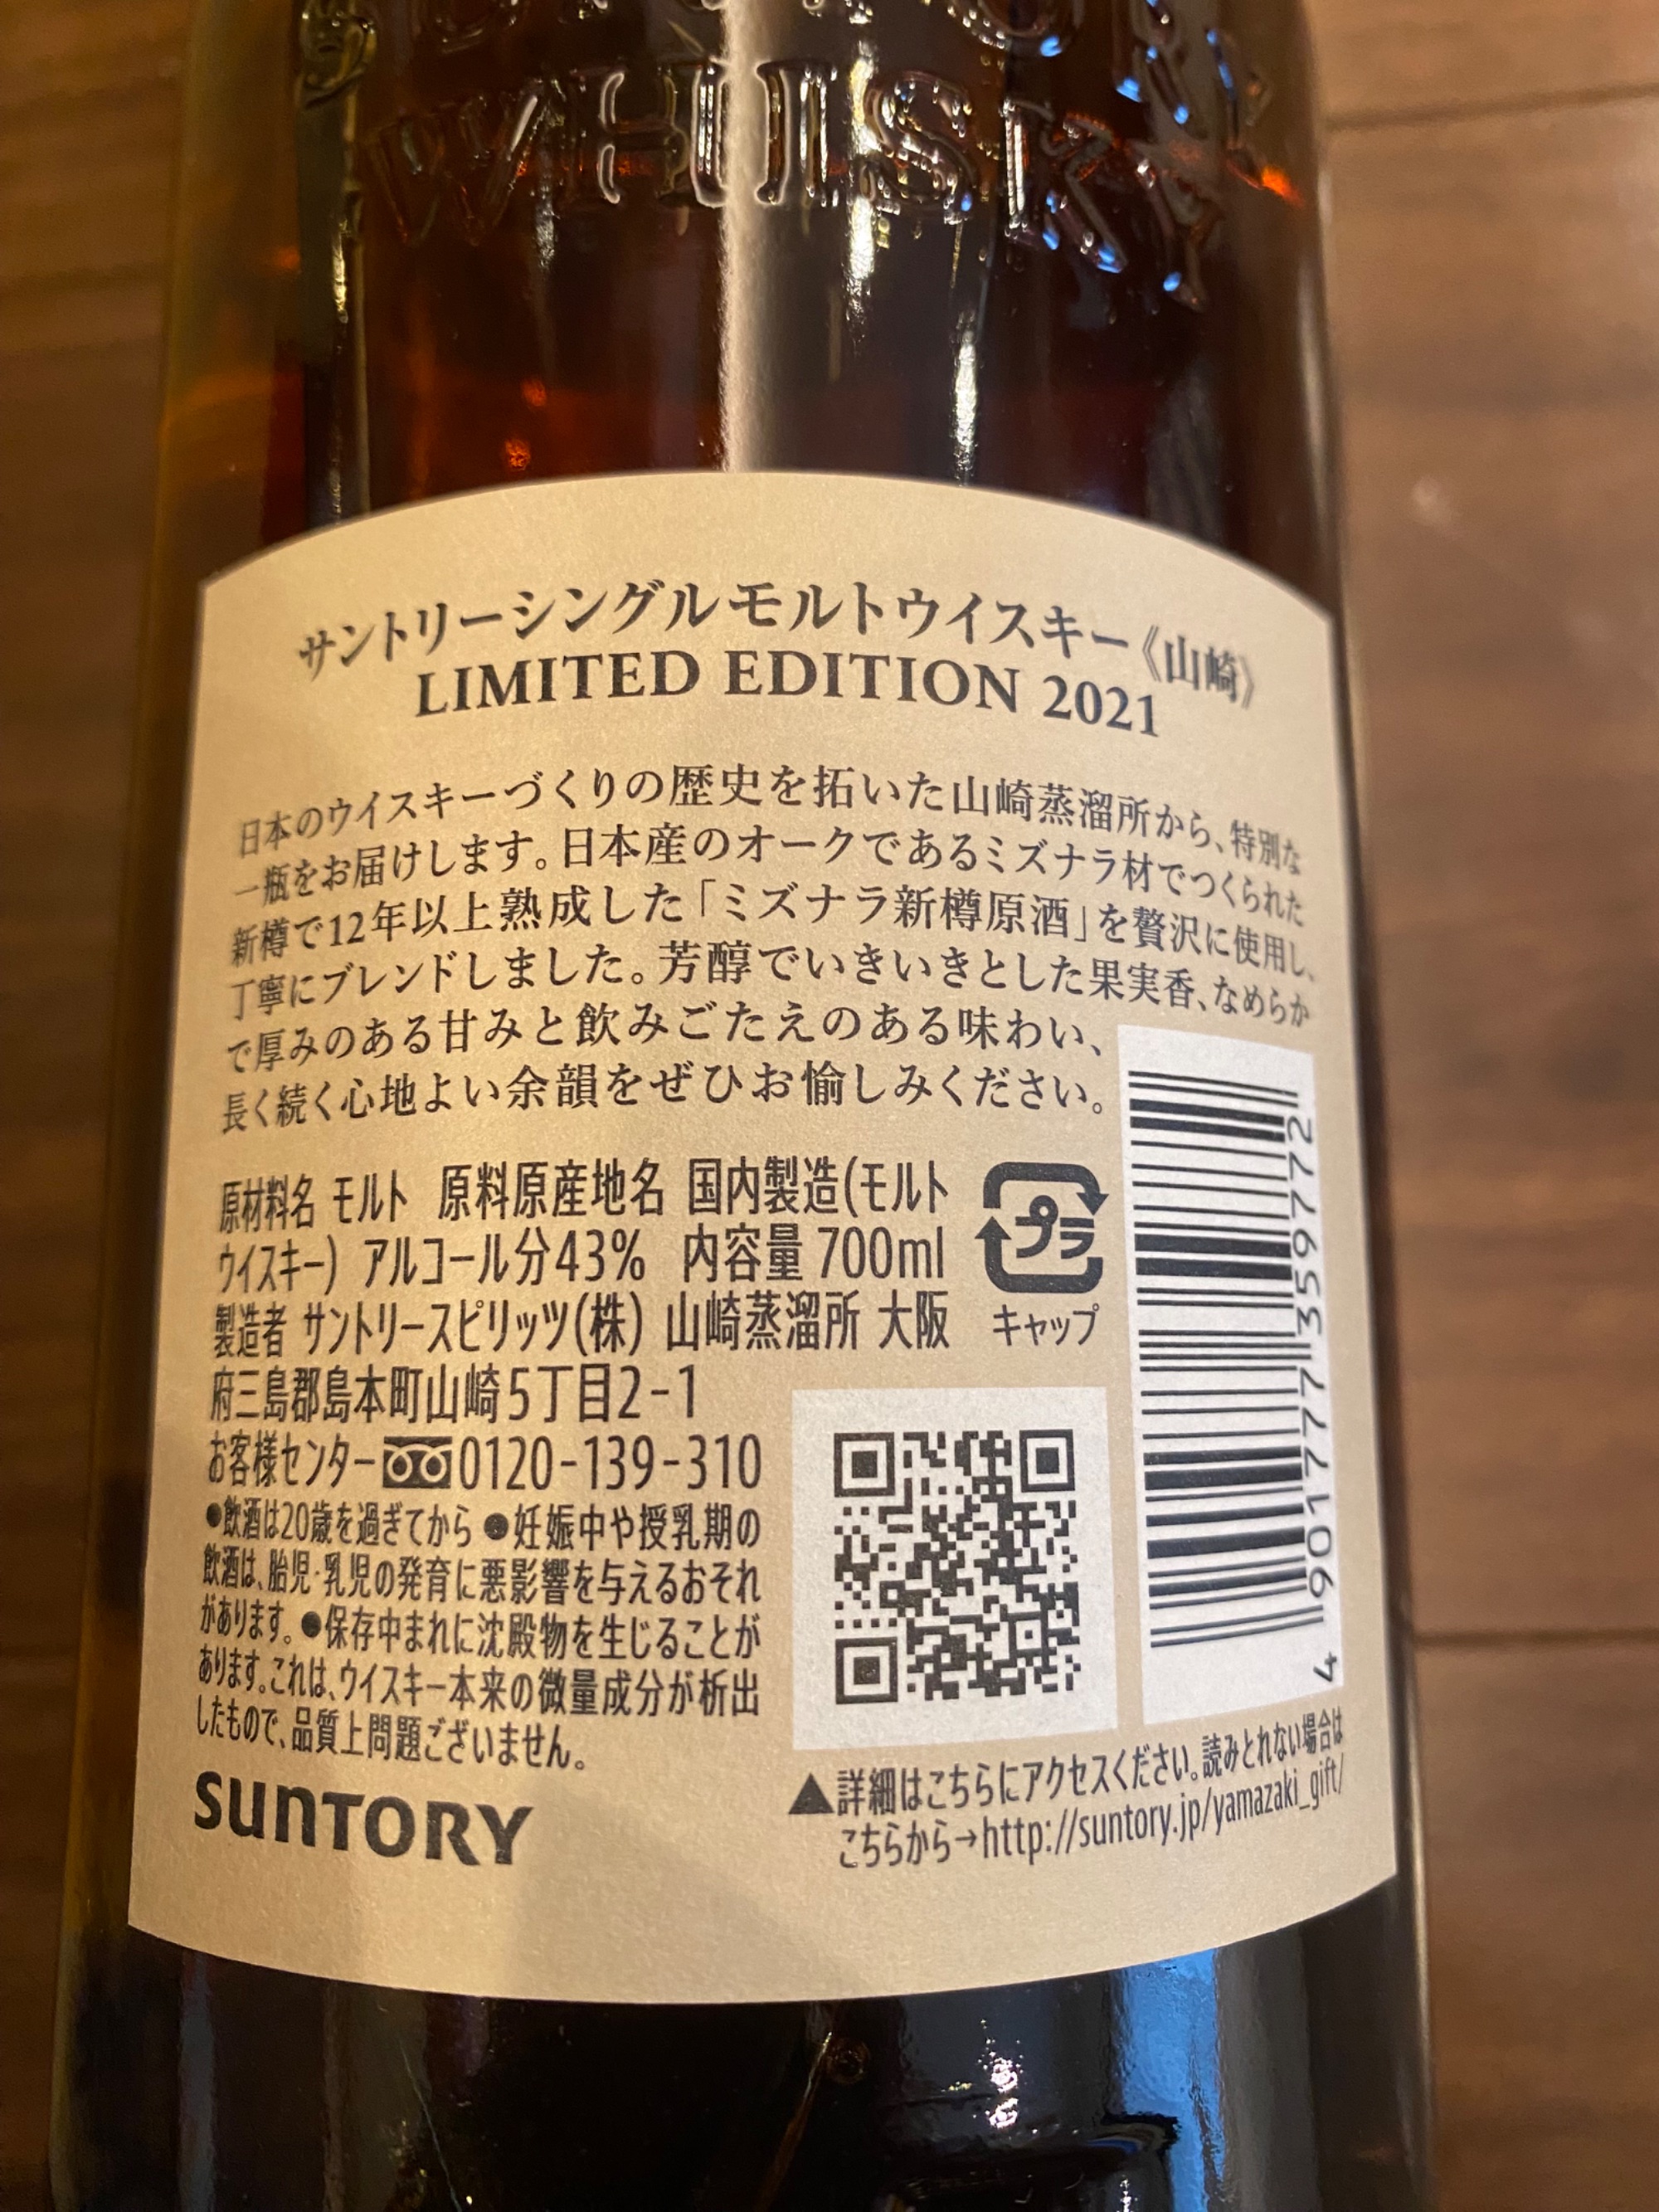 WHISKY
サントリーシングルモルトウイスキー《山崎》
LIMITED EDITION 2021
日本のウイスキーづくりの歴史を拓いた山崎蒸溜所から、特別な
一瓶をお届けします。日本産のオークであるミズナラ材でつくられた
新樽で12年以上熟成した「ミズナラ新樽原酒」を贅沢に使用し、
丁寧にブレンドしました。芳醇でいきいきとした果実香、なめらか
で厚みのある甘みと飲みごたえのある味わい、
長く続く心地よい余韻をぜひお愉しみください。
原材料名 モルト 原料原産地名 国内製造(モルト
ウイスキー) アルコール分43% 内容量 700ml
製造者 サントリースピリッツ(株) 山崎蒸溜所 大阪
府三島郡島本町山崎5丁目2-1
お客様センター 0120-139-310
●飲酒は20歳を過ぎてから ●妊娠中や授乳期の
飲酒は、胎児・乳児の発育に悪影響を与えるおそれ
があります。●保存中まれに沈殿物を生じることが
あります。これは、ウイスキー本来の微量成分が析出
したもので、品質上問題ございません。
SUNTORY
プラ
キャップ
4 901777 359772
▲詳細はこちらにアクセスください。読みとれない場合は
こちらから→http://suntory.jp/yamazaki_gift/